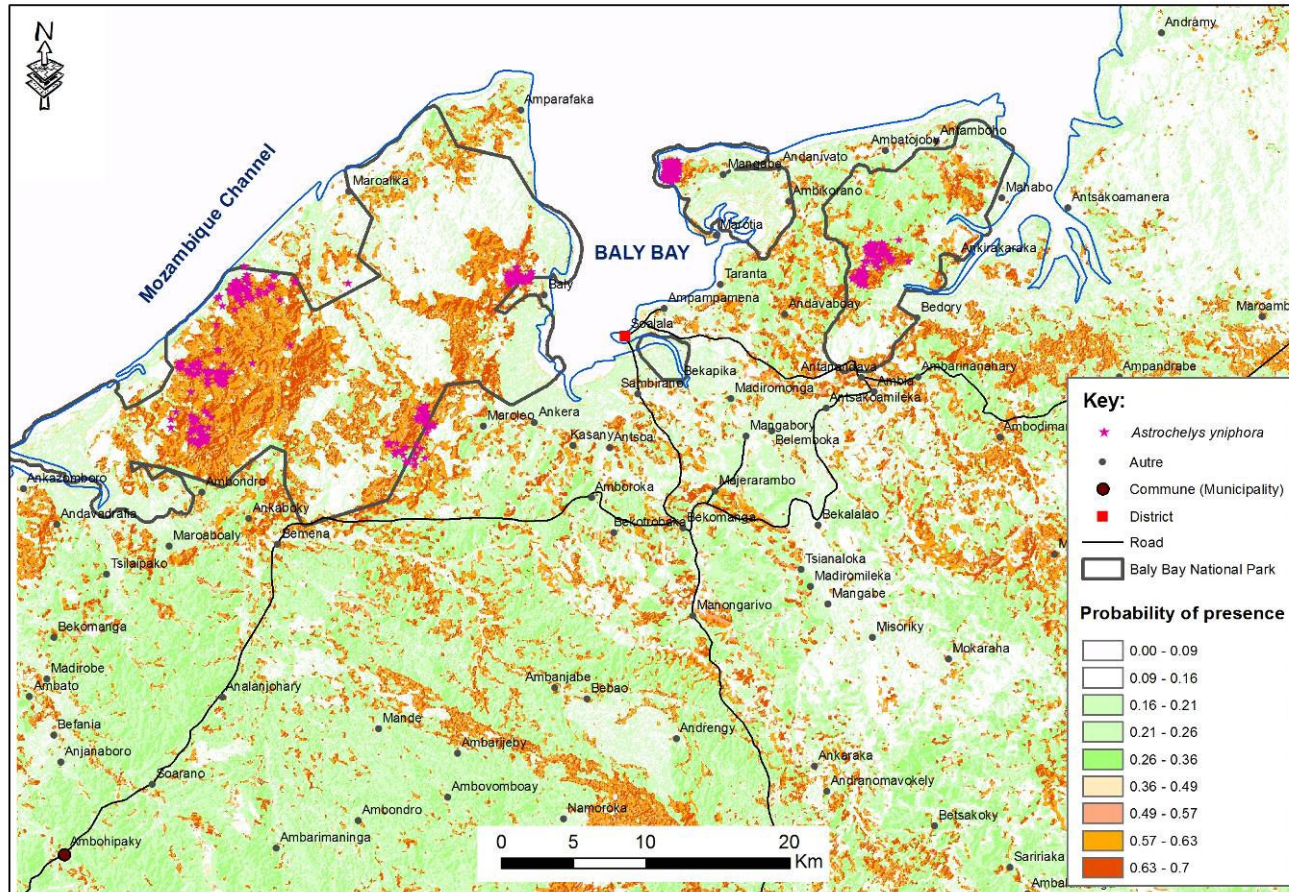 N
Andramy
Amparafaka
Mozambique Channel
Maroalika
Antamboho
Ambatojoby
Andanivato
Mangabe
Ambikorano
Mahabo
Antsakoamanera
Marotia
BALY BAY
Ankirakaraka
Taranta
Baly
Ampampamena
Andavaboay
Bedory
Maroamb
Soalala
Bekapika
Antanandava
Ambarinanahary
Ampandrabe
Ambia
Sambirano
Madiromonga
Antsakoamileka
Maroleo
Ankera
Kasany
Antsoa
Mangabory
Belemboka
Ambodimar
Ankazomboro
Ambondro
Majerarambo
Amboroka
Andavadrafia
Ankaboky
Bekotrobaka
Bekomanga
Bekalalao
Maroaboaly
Bemena
M
Tsilaipako
Tsianaloka
Madiromileka
Mangabe
Manongarivo
Bekomanga
Misoriky
Mokaraha
Madirobe
Ambato
Analanjohary
Ambanjabe
Bebao
Befania
Mande
Andrengy
Anjanaboro
Ambarijeby
Ankaraka
Soarano
Andranomavokely
Ambovomboay
Ambondro
Namoroka
Betsakoky
Ambohipaky
Ambarimaninga
Saririaka
0 5 10 20
Km
Key:
Astrochelys yniphora
Autre
Commune (Municipality)
District
Road
Baly Bay National Park
Probability of presence
0.00 - 0.09
0.09 - 0.16
0.16 - 0.21
0.21 - 0.26
0.26 - 0.36
0.36 - 0.49
0.49 - 0.57
0.57 - 0.63
0.63 - 0.7